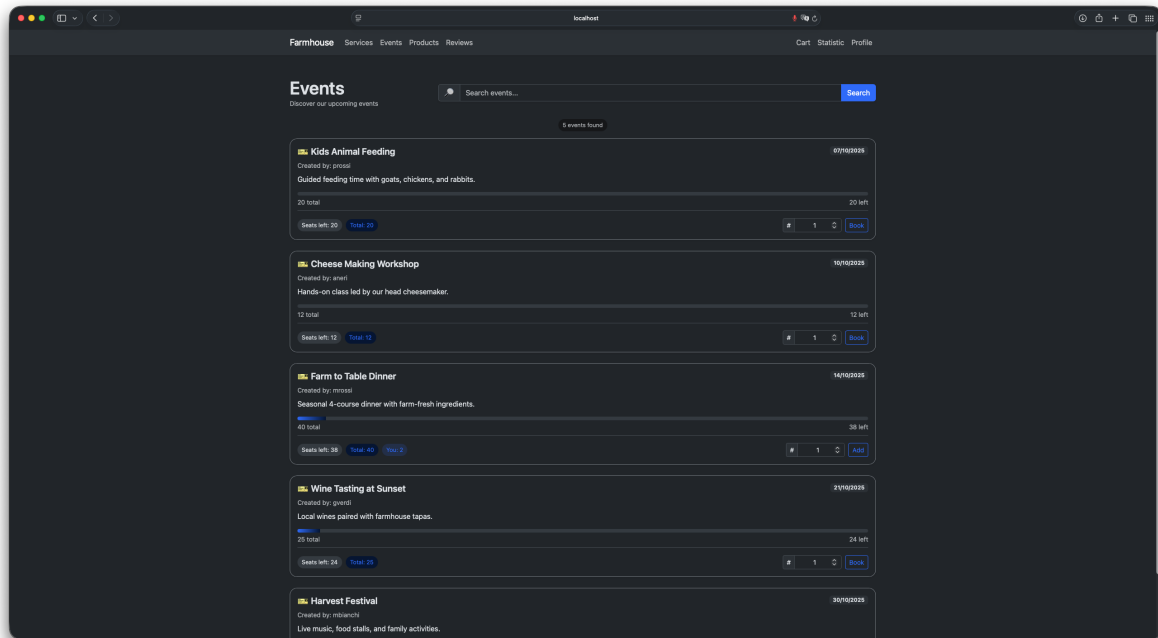 localhost
Farmhouse Services Events Products Reviews Cart Statistic Profile
Events
Discover our upcoming events
Search events...
Search
5 events found
Kids Animal Feeding 07/10/2025
Created by: prossi
Guided feeding time with goats, chickens, and rabbits.
20 total 20 left
Seats left: 20 Total: 20 # 1 Book
Cheese Making Workshop 10/10/2025
Created by: aneri
Hands-on class led by our head cheesemaker.
12 total 12 left
Seats left: 12 Total: 12 # 1 Book
Farm to Table Dinner 14/10/2025
Created by: mrossi
Seasonal 4-course dinner with farm-fresh ingredients.
40 total 38 left
Seats left: 38 Total: 40 You: 2 # 1 Add
Wine Tasting at Sunset 21/10/2025
Created by: gverdi
Local wines paired with farmhouse tapas.
25 total 24 left
Seats left: 24 Total: 25 # 1 Book
Harvest Festival 30/10/2025
Created by: mbianchi
Live music, food stalls, and family activities.